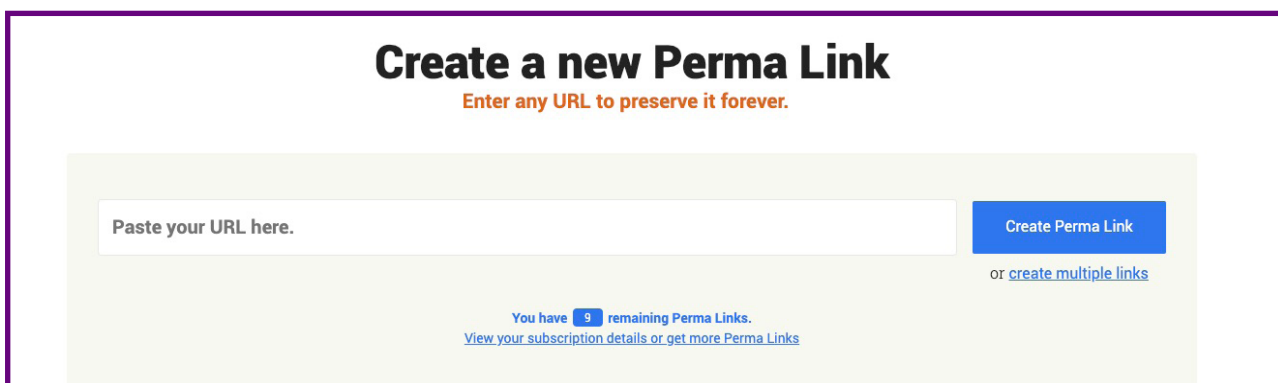 Create a new Perma Link
Enter any URL to preserve it forever.
Paste your URL here.
Create Perma Link
or create multiple links
You have 9 remaining Perma Links.
View your subscription details or get more Perma Links